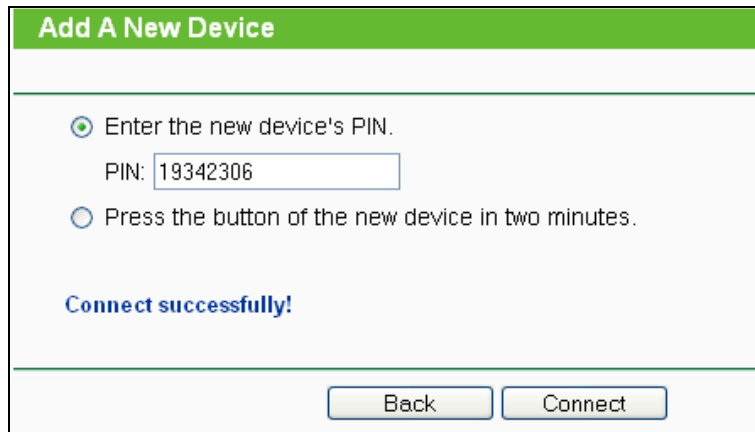 Add A New Device
Enter the new device's PIN.
PIN: 19342306
Press the button of the new device in two minutes.
Connect successfully!
Back Connect